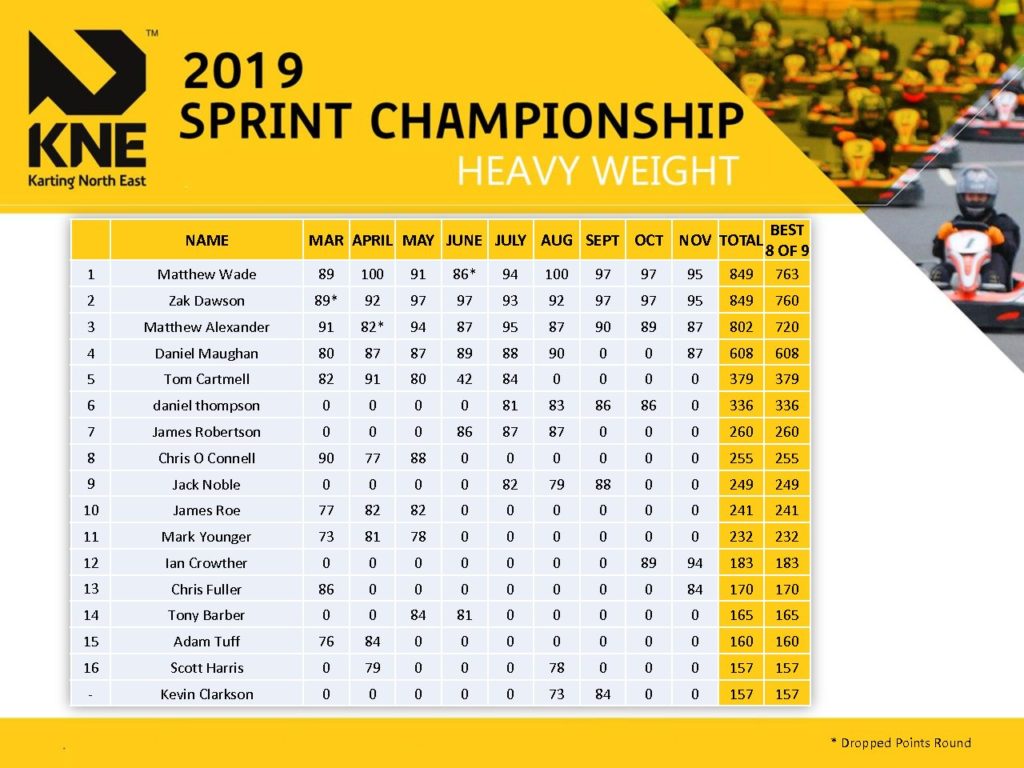 ™
KNE
Karting North East
2019
SPRINT CHAMPIONSHIP
HEAVY WEIGHT
NAME MAR APRIL MAY JUNE JULY AUG SEPT OCT NOV TOTAL BEST 8 OF 9
1 Matthew Wade 89 100 91 86* 94 100 97 97 95 849 763
2 Zak Dawson 89* 92 97 97 93 92 97 97 95 849 760
3 Matthew Alexander 91 82* 94 87 95 87 90 89 87 802 720
4 Daniel Maughan 80 87 87 89 88 90 0 0 87 608 608
5 Tom Cartmell 82 91 80 42 84 0 0 0 0 379 379
6 daniel thompson 0 0 0 0 81 83 86 86 0 336 336
7 James Robertson 0 0 0 86 87 87 0 0 0 260 260
8 Chris O Connell 90 77 88 0 0 0 0 0 0 255 255
9 Jack Noble 0 0 0 0 82 79 88 0 0 249 249
10 James Roe 77 82 82 0 0 0 0 0 0 241 241
11 Mark Younger 73 81 78 0 0 0 0 0 0 232 232
12 Ian Crowther 0 0 0 0 0 0 0 89 94 183 183
13 Chris Fuller 86 0 0 0 0 0 0 0 84 170 170
14 Tony Barber 0 0 84 81 0 0 0 0 0 165 165
15 Adam Tuff 76 84 0 0 0 0 0 0 0 160 160
16 Scott Harris 0 79 0 0 0 78 0 0 0 157 157
- Kevin Clarkson 0 0 0 0 0 73 84 0 0 157 157
* Dropped Points Round